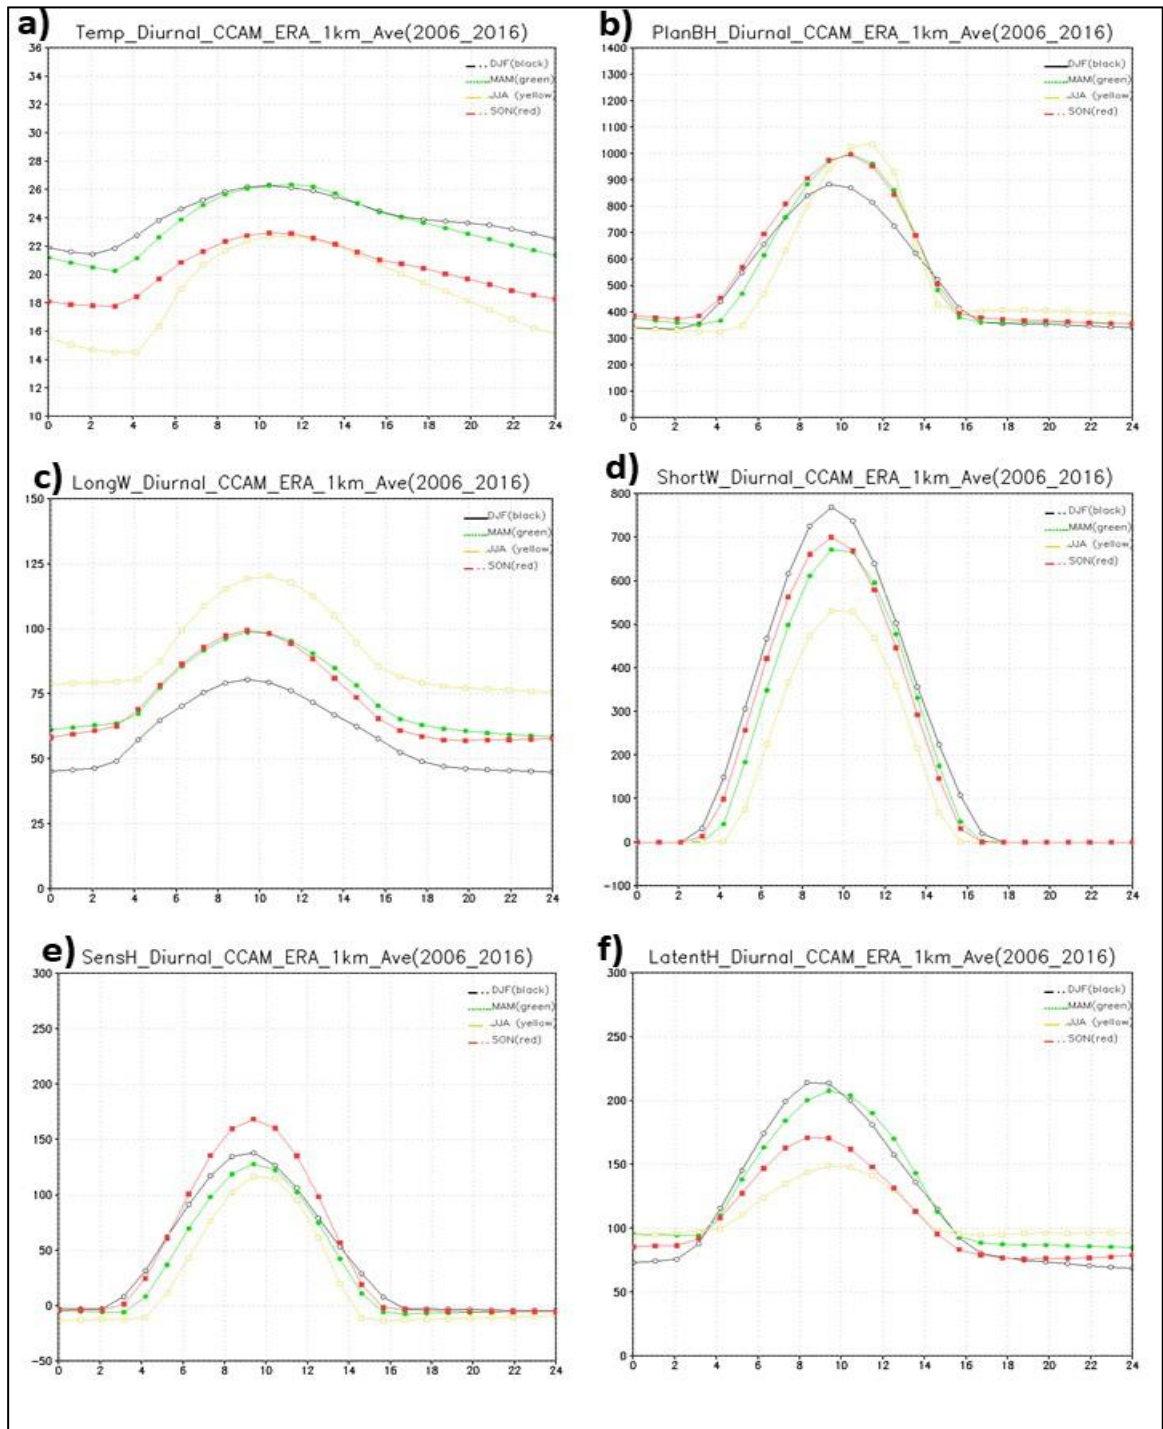 a)
Temp_Diurnal_CCAM_ERA_1km_Ave(2006_2016)
DJF(black)
MAM(green)
JJA (yellow)
SON(red)
36
34
32
30
28
26
24
22
20
18
16
14
12
10
0 2 4 6 8 10 12 14 16 18 20 22 24
b)
PlanBH_Diurnal_CCAM_ERA_1km_Ave(2006_2016)
DJF(black)
MAM(green)
JJA (yellow)
SON(red)
1400
1300
1200
1100
1000
900
800
700
600
500
400
300
200
100
0
0 2 4 6 8 10 12 14 16 18 20 22 24
c)
LongW_Diurnal_CCAM_ERA_1km_Ave(2006_2016)
DJF(black)
MAM(green)
JJA (yellow)
SON(red)
150
125
100
75
50
25
0
0 2 4 6 8 10 12 14 16 18 20 22 24
d)
ShortW_Diurnal_CCAM_ERA_1km_Ave(2006_2016)
DJF(black)
MAM(green)
JJA (yellow)
SON(red)
800
700
600
500
400
300
200
100
0
-100
0 2 4 6 8 10 12 14 16 18 20 22 24
e)
SensH_Diurnal_CCAM_ERA_1km_Ave(2006_2016)
DJF(black)
MAM(green)
JJA (yellow)
SON(red)
300
250
200
150
100
50
0
-50
0 2 4 6 8 10 12 14 16 18 20 22 24
f)
LatentH_Diurnal_CCAM_ERA_1km_Ave(2006_2016)
DJF(black)
MAM(green)
JJA (yellow)
SON(red)
300
250
200
150
100
50
0
0 2 4 6 8 10 12 14 16 18 20 22 24